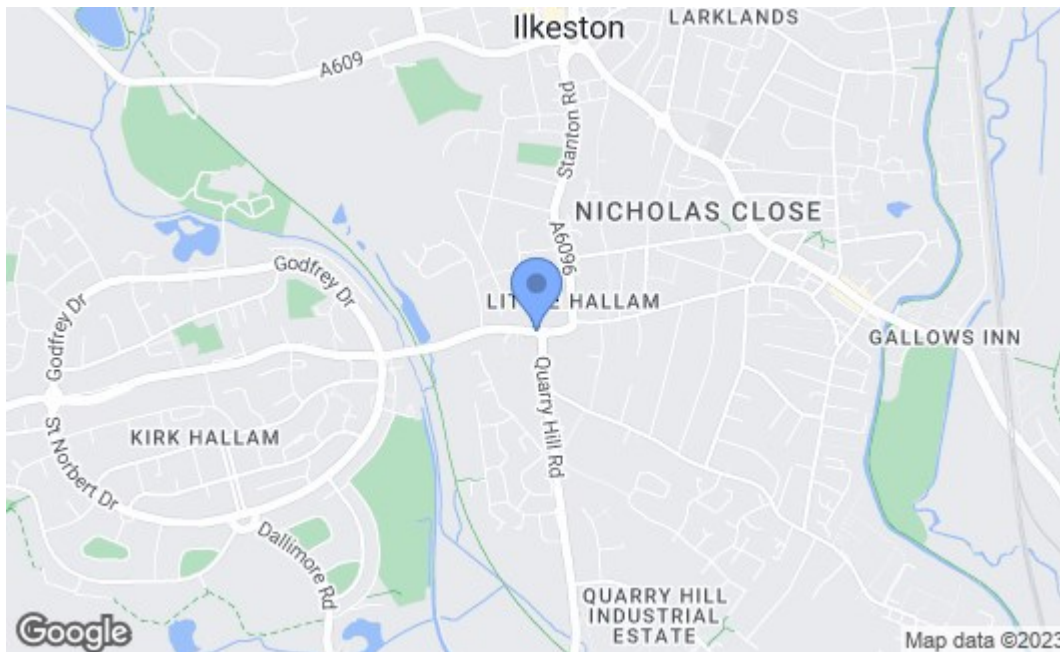 Ilkeston
LARKLANDS
A609
Stanton Rd
NICHOLAS CLOSE
A6096
Godfrey Dr
LITTLE HALLAM
Godfrey Dr
GALLOWS INN
Quarry Hill Rd
KIRK HALLAM
St Norbert Dr
Dallimore Rd
QUARRY HILL
INDUSTRIAL
ESTATE
Google
Map data ©2023